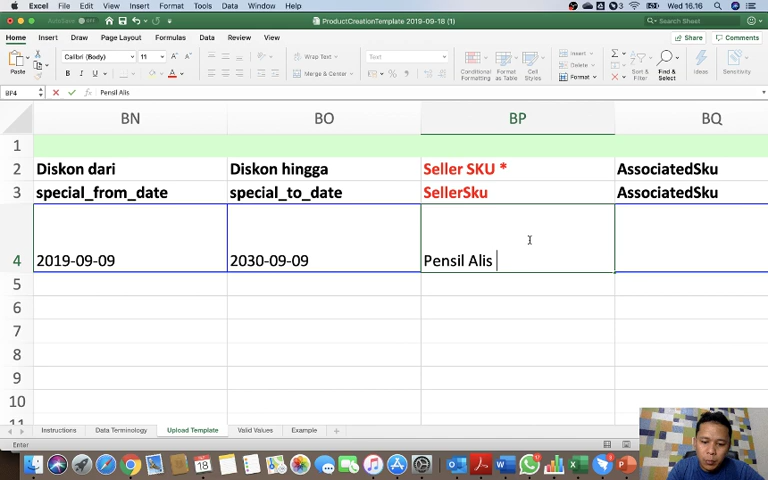 Excel File Edit View Insert Format Tools Data Window Help Wed 16.16
AutoSave OFF ProductCreationTemplate 2019-09-18 (1) Search Sheet
Home Insert Draw Page Layout Formulas Data Review View Share Comments
Paste Calibri (Body) 11 Wrap Text Text Insert
Merge & Center Conditional Formatting Format as Table Cell Styles Delete Format Sort & Filter Find & Select Ideas Sensitivity
BP4 fx Pensil Alis
BN BO BP BQ
1
2 Diskon dari Diskon hingga Seller SKU * AssociatedSku
3 special_from_date special_to_date SellerSku AssociatedSku
4 2019-09-09 2030-09-09 Pensil Alis
5
6
7
8
9
10
11
Instructions Data Terminology Upload Template Valid Values Example
Enter